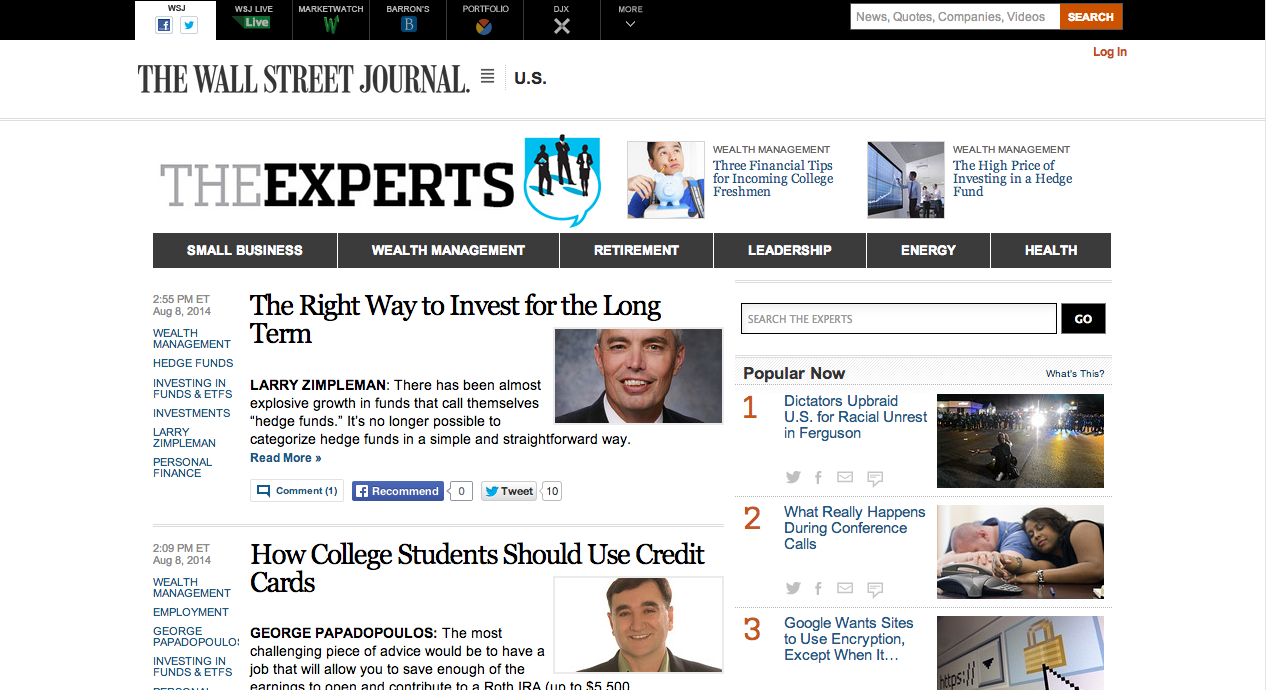 WSJ
WSJ LIVE
Live
MARKETWATCH
W
BARRON'S
B
PORTFOLIO
DJX
MORE
News, Quotes, Companies, Videos
SEARCH
Log In
THE WALL STREET JOURNAL.
U.S.
THEEXPERTS
WEALTH MANAGEMENT
Three Financial Tips
for Incoming College
Freshmen
WEALTH MANAGEMENT
The High Price of
Investing in a Hedge
Fund
SMALL BUSINESS
WEALTH MANAGEMENT
RETIREMENT
LEADERSHIP
ENERGY
HEALTH
2:55 PM ET
Aug 8, 2014
WEALTH
MANAGEMENT
HEDGE FUNDS
INVESTING IN
FUNDS & ETFS
INVESTMENTS
LARRY
ZIMPLEMAN
PERSONAL
FINANCE
The Right Way to Invest for the Long
Term
LARRY ZIMPLEMAN: There has been almost
explosive growth in funds that call themselves
“hedge funds.” It’s no longer possible to
categorize hedge funds in a simple and straightforward way.
Read More »
Comment (1)
Recommend
0
Tweet
10
2:09 PM ET
Aug 8, 2014
WEALTH
MANAGEMENT
EMPLOYMENT
GEORGE
PAPADOPOULOS
INVESTING IN
FUNDS & ETFS
PERSONAL
How College Students Should Use Credit
Cards
GEORGE PAPADOPOULOS: The most
challenging piece of advice would be to have a
job that will allow you to save enough of the
earnings to open and contribute to a Roth IRA (up to $5,500
SEARCH THE EXPERTS
GO
Popular Now
What's This?
1
Dictators Upbraid
U.S. for Racial Unrest
in Ferguson
2
What Really Happens
During Conference
Calls
3
Google Wants Sites
to Use Encryption,
Except When It…
https://